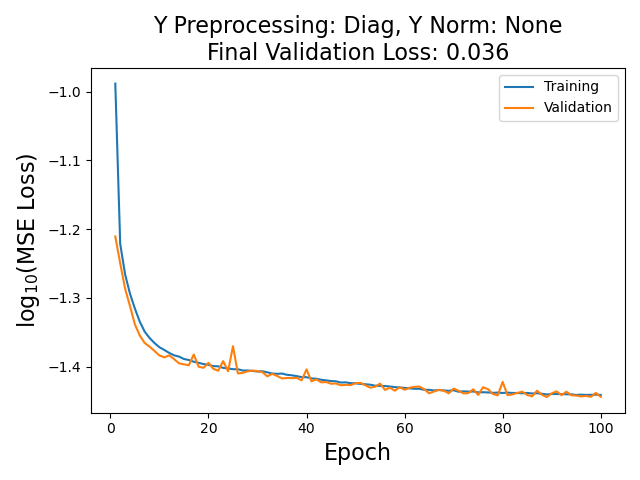 Y Preprocessing: Diag, Y Norm: None
Final Validation Loss: 0.036
Training
Validation
−1.0
−1.1
−1.2
−1.3
−1.4
log₁₀(MSE Loss)
0
20
40
60
80
100
Epoch